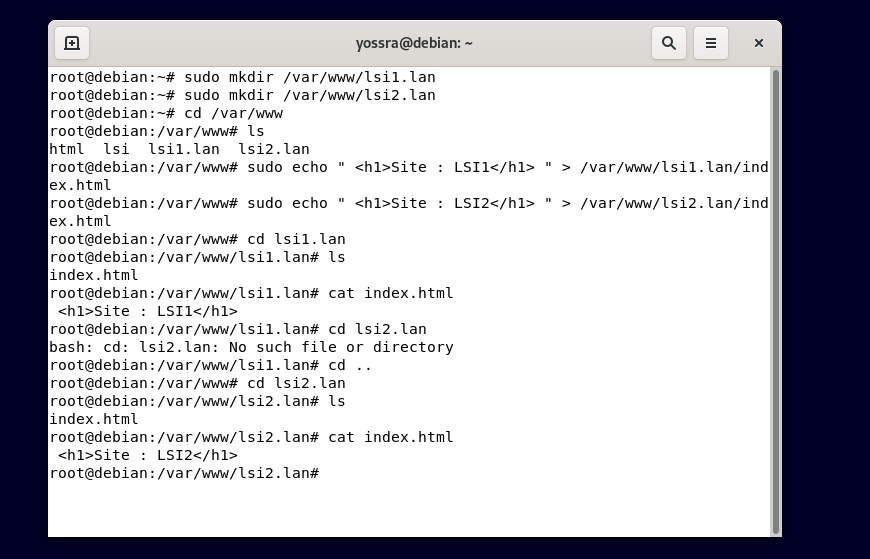 yossra@debian: ~
root@debian:~# sudo mkdir /var/www/lsi1.lan
root@debian:~# sudo mkdir /var/www/lsi2.lan
root@debian:~# cd /var/www
root@debian:/var/www# ls
html  lsi  lsi1.lan  lsi2.lan
root@debian:/var/www# sudo echo " <h1>Site : LSI1</h1> " > /var/www/lsi1.lan/ind
ex.html
root@debian:/var/www# sudo echo " <h1>Site : LSI2</h1> " > /var/www/lsi2.lan/ind
ex.html
root@debian:/var/www# cd lsi1.lan
root@debian:/var/www/lsi1.lan# ls
index.html
root@debian:/var/www/lsi1.lan# cat index.html
 <h1>Site : LSI1</h1>
root@debian:/var/www/lsi1.lan# cd lsi2.lan
bash: cd: lsi2.lan: No such file or directory
root@debian:/var/www/lsi1.lan# cd ..
root@debian:/var/www# cd lsi2.lan
root@debian:/var/www/lsi2.lan# ls
index.html
root@debian:/var/www/lsi2.lan# cat index.html
 <h1>Site : LSI2</h1>
root@debian:/var/www/lsi2.lan#